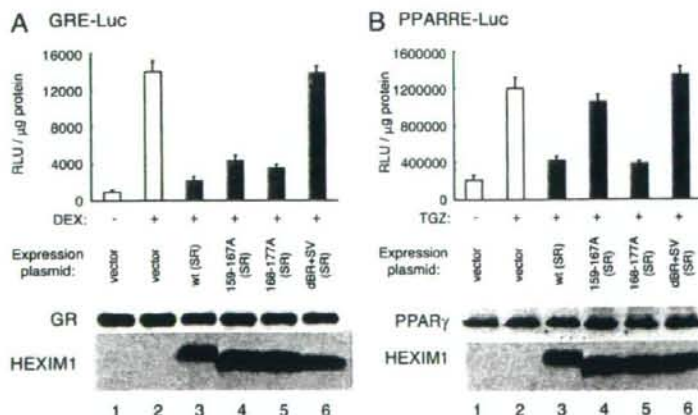 A GRE-Luc
RLU / µg protein
16000
12000
8000
4000
0
DEX: - + + + + +
Expression plasmid:
vector
vector
wt (SR)
159-167A (SR)
168-177A (SR)
dBR+SV (SR)
GR
HEXIM1
1 2 3 4 5 6
B PPARRE-Luc
RLU / µg protein
1600000
1200000
800000
400000
0
TGZ: - + + + + +
Expression plasmid:
vector
vector
wt (SR)
159-167A (SR)
168-177A (SR)
dBR+SV (SR)
PPARγ
HEXIM1
1 2 3 4 5 6